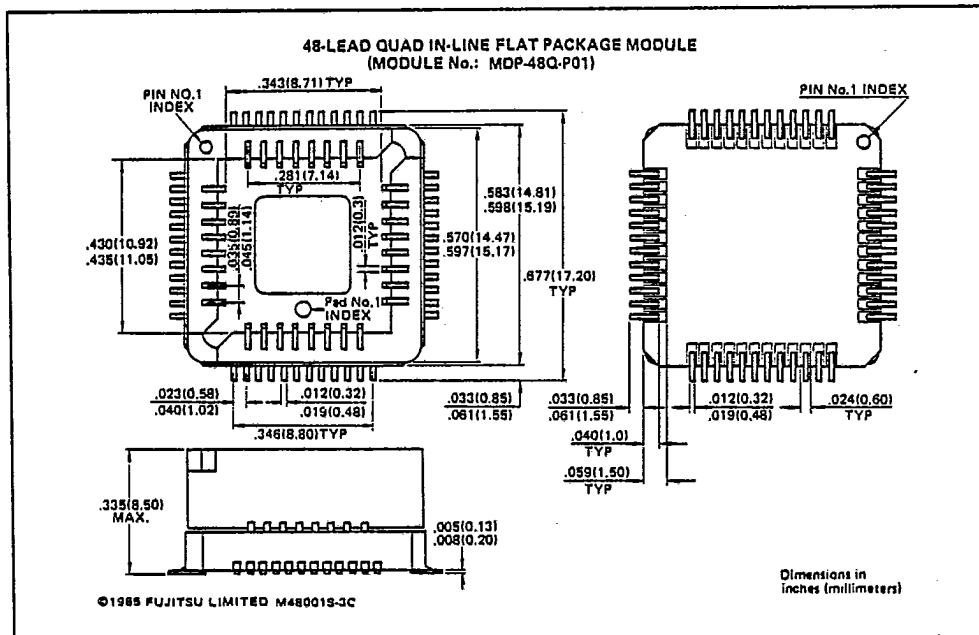 48-LEAD QUAD IN-LINE FLAT PACKAGE MODULE
(MODULE No.: MDP-48Q-P01)
.343(8.71) TYP
PIN NO.1
INDEX
PIN No.1 INDEX
.281(7.14)
TYP
.583(14.81)
.598(15.19)
.035(0.89)
.045(1.14)
.012(0.3)
TYP
.430(10.92)
.435(11.05)
.570(14.47)
.597(15.17)
.677(17.20)
TYP
Pad No.1
INDEX
.023(0.58)
.040(1.02)
.012(0.32)
.019(0.48)
.033(0.85)
.061(1.55)
.346(8.80)TYP
.033(0.85)
.061(1.55)
.012(0.32)
.019(0.48)
.024(0.60)
TYP
.040(1.0)
TYP
.059(1.50)
TYP
.335(8.50)
MAX.
.005(0.13)
.008(0.20)
Dimensions in
inches (millimeters)
©1985 FUJITSU LIMITED M48001S-3C